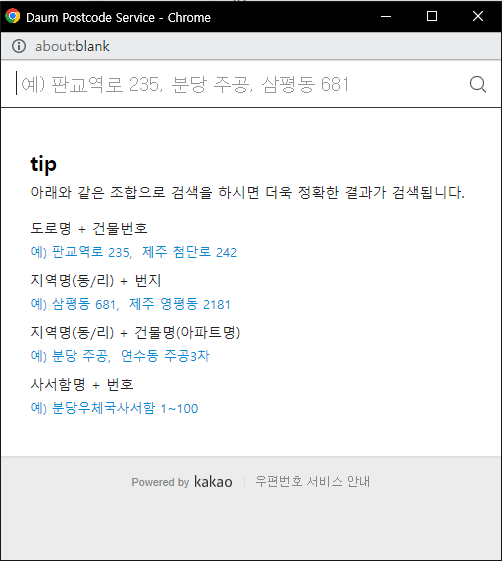 Daum Postcode Service - Chrome
about:blank
예) 판교역로 235, 분당 주공, 삼평동 681
tip
아래와 같은 조합으로 검색을 하시면 더욱 정확한 결과가 검색됩니다.
도로명 + 건물번호
예) 판교역로 235, 제주 첨단로 242
지역명(동/리) + 번지
예) 삼평동 681, 제주 영평동 2181
지역명(동/리) + 건물명(아파트명)
예) 분당 주공, 연수동 주공3차
사서함명 + 번호
예) 분당우체국사서함 1~100
Powered by kakao 우편번호 서비스 안내